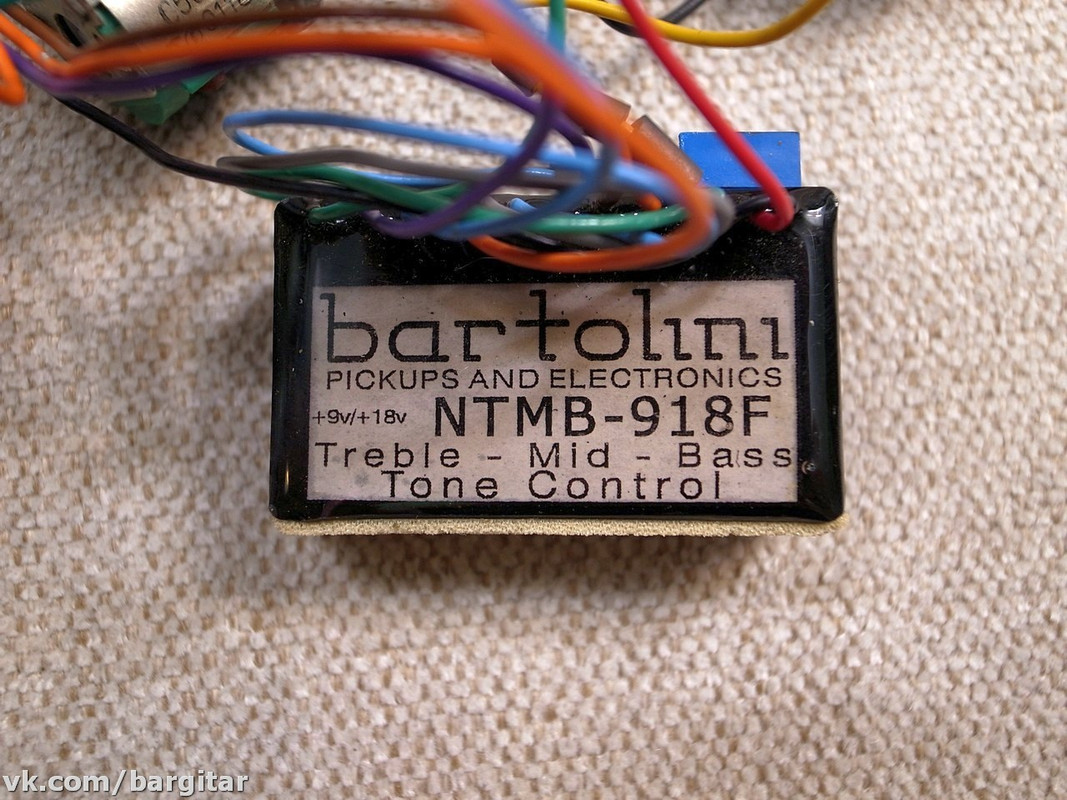 bartolini
PICKUPS AND ELECTRONICS
+9v/+18v NTMB-918F
Treble - Mid - Bass
Tone Control
vk.com/bargitar